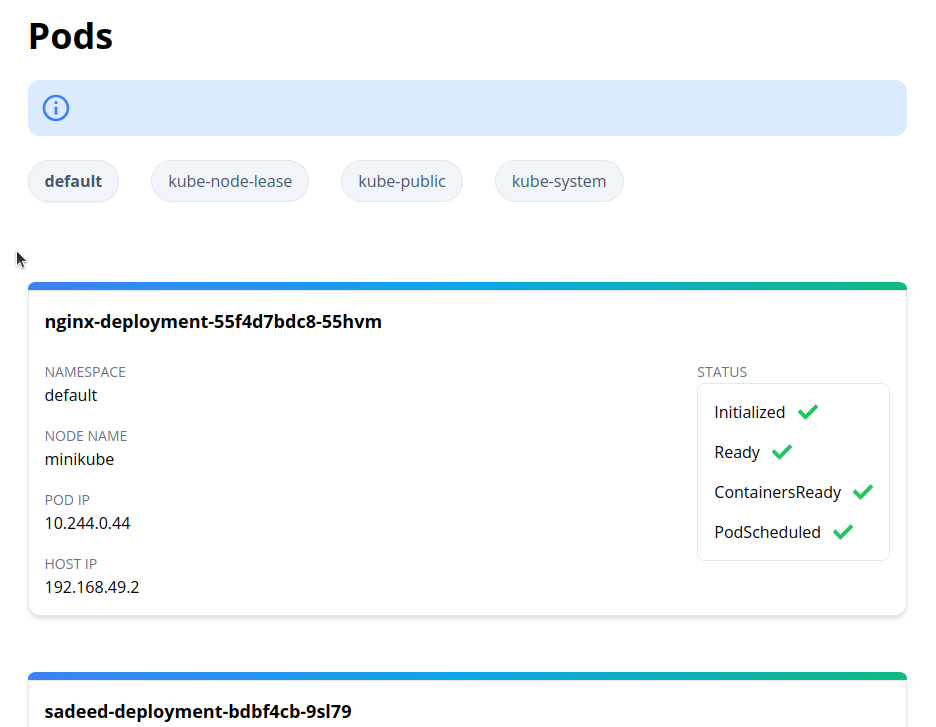 Pods
default kube-node-lease kube-public kube-system
nginx-deployment-55f4d7bdc8-55hvm
NAMESPACE
default
NODE NAME
minikube
POD IP
10.244.0.44
HOST IP
192.168.49.2
STATUS
Initialized
Ready
ContainersReady
PodScheduled
sadeed-deployment-bdbf4cb-9sl79